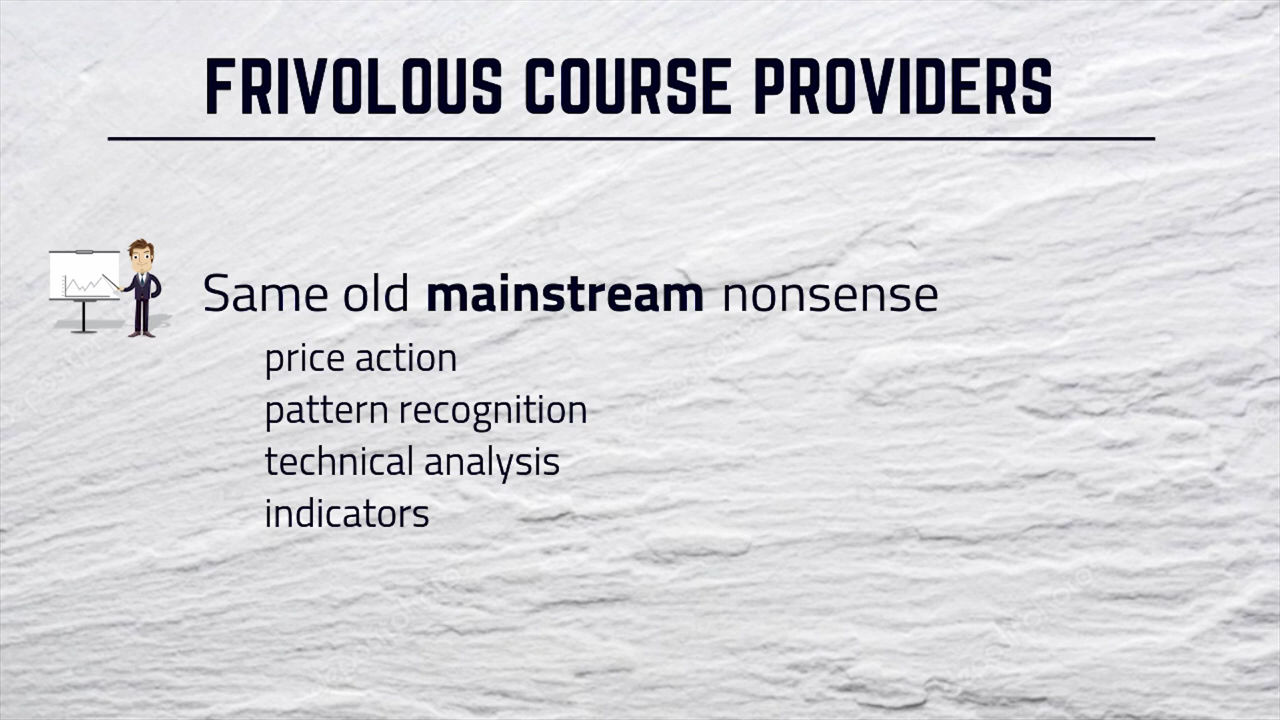 FRIVOLOUS COURSE PROVIDERS
Same old mainstream nonsense
price action
pattern recognition
technical analysis
indicators